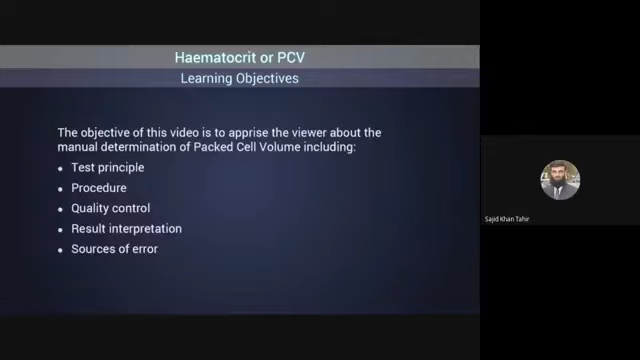 Haematocrit or PCV
Learning Objectives
The objective of this video is to apprise the viewer about the
manual determination of Packed Cell Volume including:
• Test principle
• Procedure
• Quality control
• Result interpretation
• Sources of error
Sajid Khan Tahir